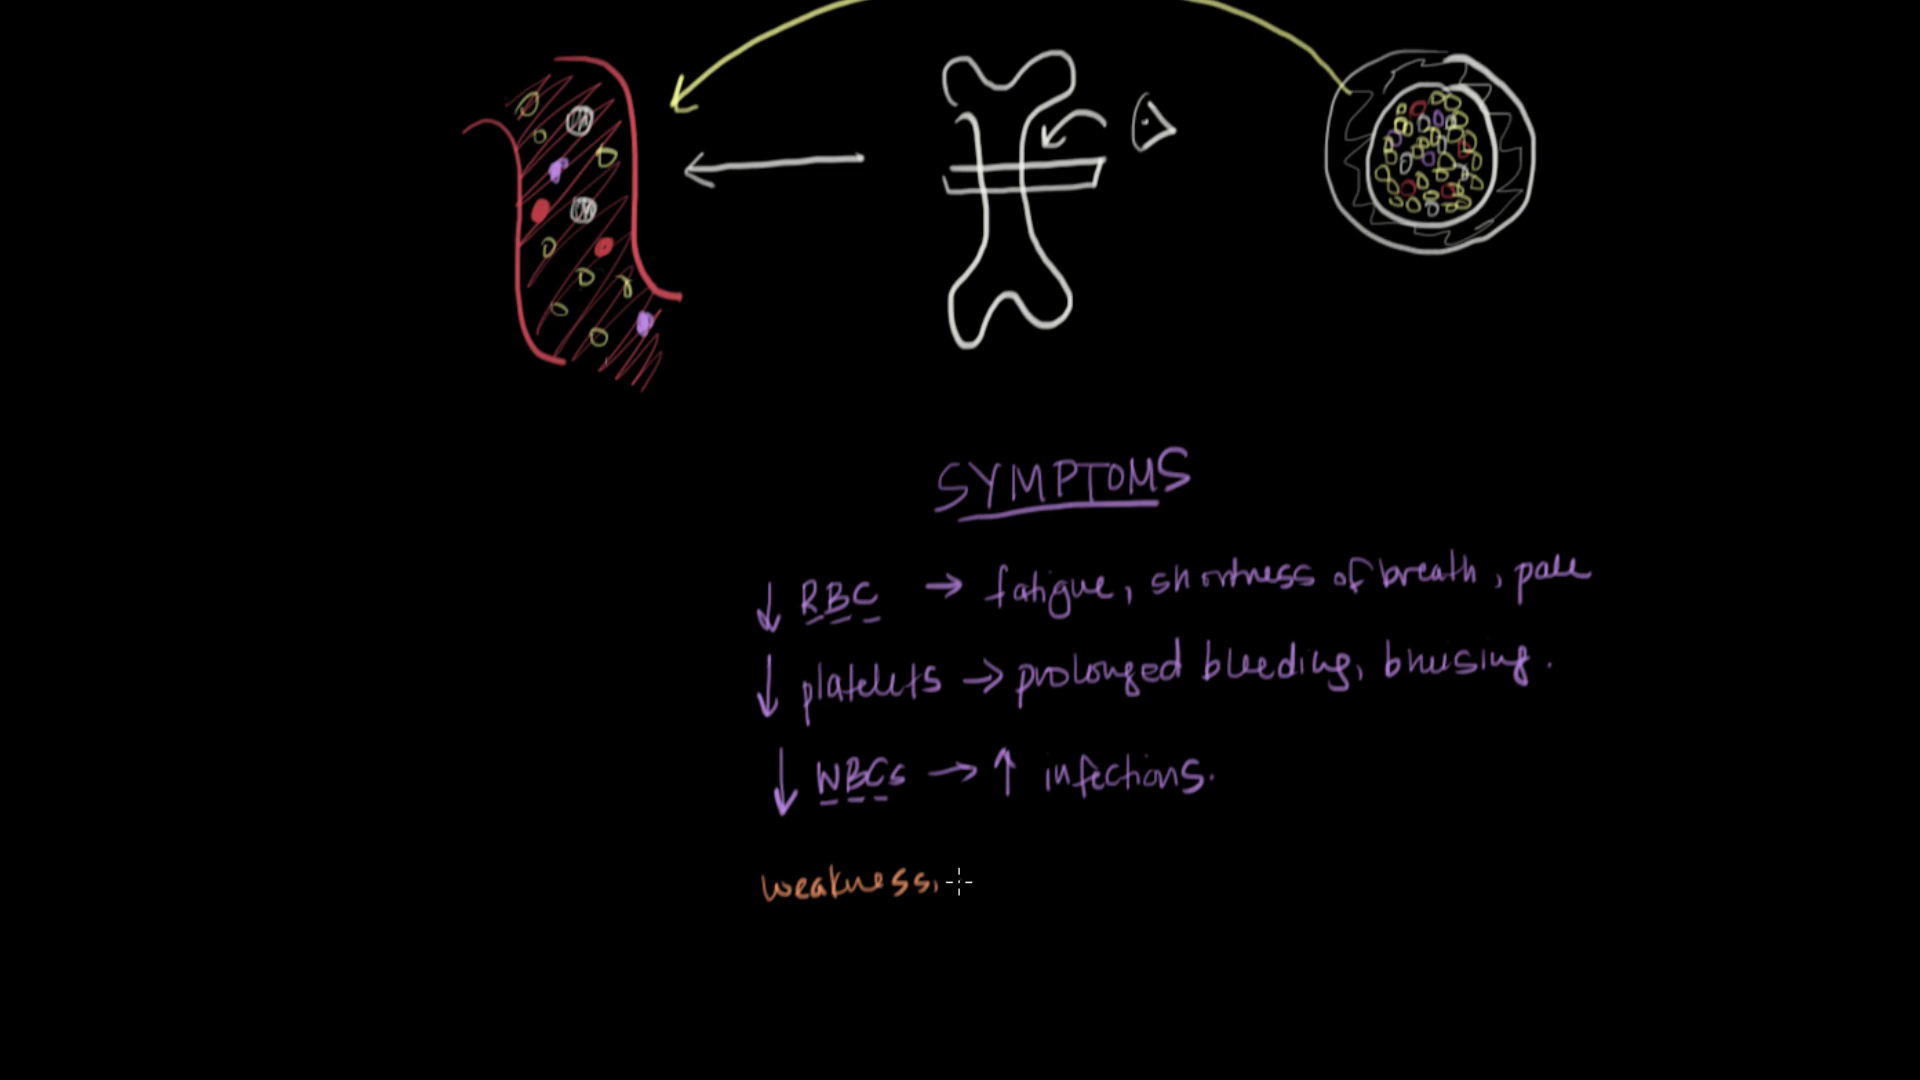 SYMPTOMS
↓ RBC → fatigue, shortness of breath, pale
↓ platelets → prolonged bleeding, bruising.
↓ WBCs → ↑ infections.
weakness,